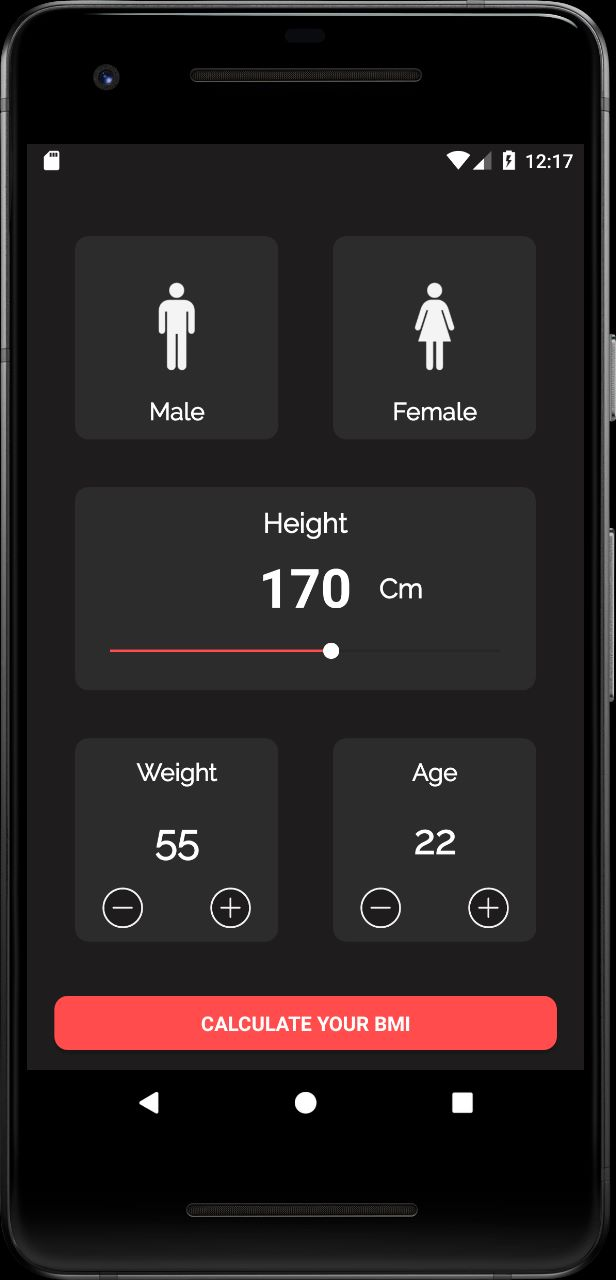 12:17
Male Female
Height
170 Cm
Weight Age
55 22
CALCULATE YOUR BMI